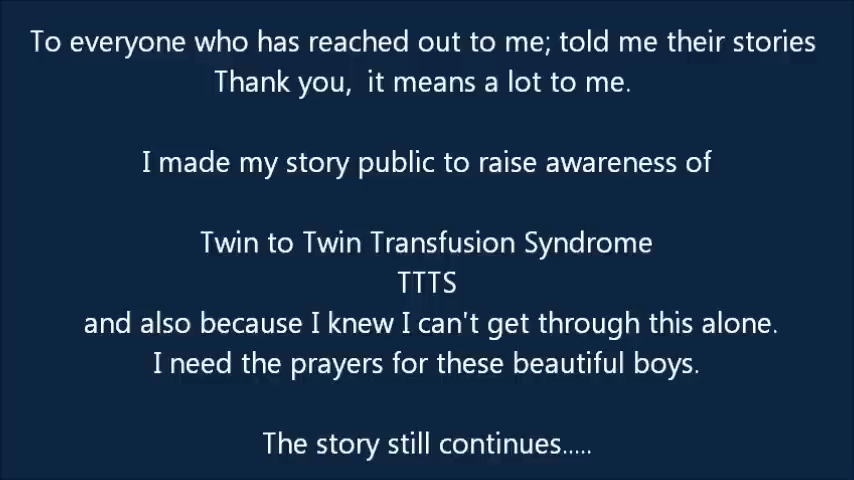 To everyone who has reached out to me; told me their stories
Thank you,  it means a lot to me.
I made my story public to raise awareness of
Twin to Twin Transfusion Syndrome
TTTS
and also because I knew I can't get through this alone.
I need the prayers for these beautiful boys.
The story still continues.....